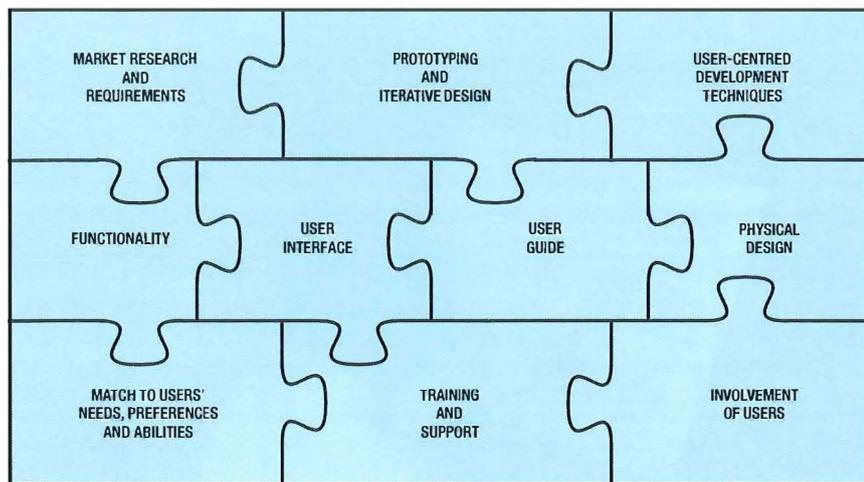 MARKET RESEARCH
AND
REQUIREMENTS
PROTOTYPING
AND
ITERATIVE DESIGN
USER-CENTRED
DEVELOPMENT
TECHNIQUES
FUNCTIONALITY
USER
INTERFACE
USER
GUIDE
PHYSICAL
DESIGN
MATCH TO USERS'
NEEDS, PREFERENCES
AND ABILITIES
TRAINING
AND
SUPPORT
INVOLVEMENT
OF USERS